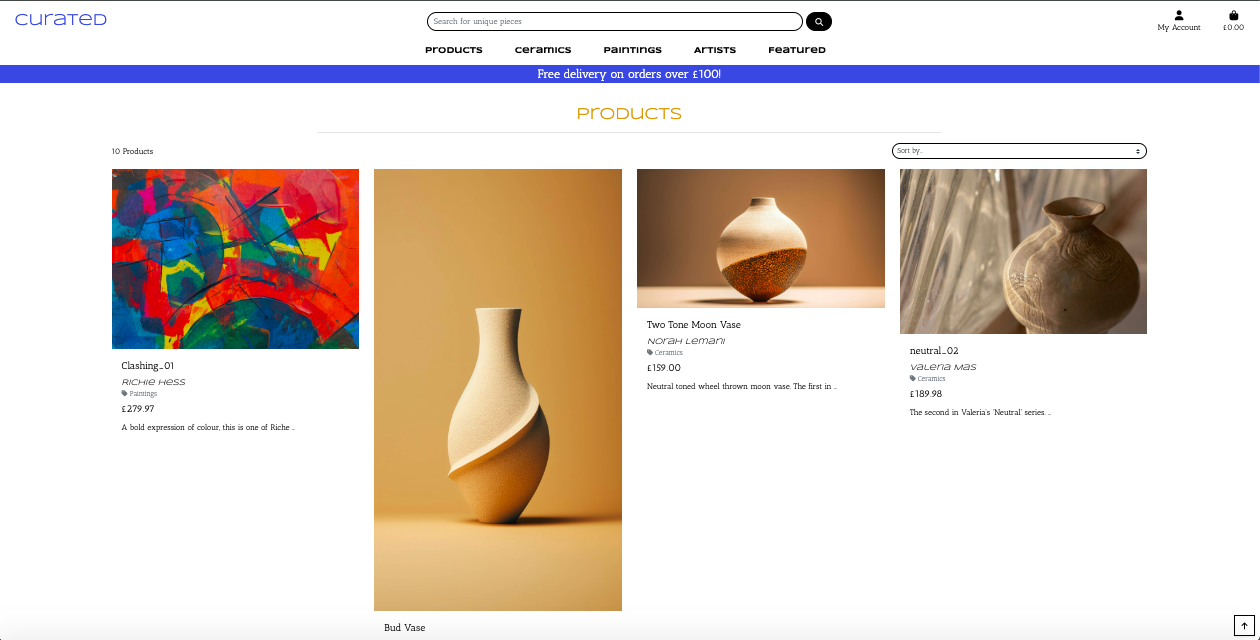 curated
Search for unique pieces
My Account
£0.00
Products
Ceramics
Paintings
Artists
Featured
Free delivery on orders over £100!
Products
10 Products
Sort by...
Clashing_01
Richie Hess
Paintings
£279.97
A bold expression of colour, this is one of Riche ...
Bud Vase
Two Tone Moon Vase
Norah Lemani
Ceramics
£159.00
Neutral toned wheel thrown moon vase. The first in ...
neutral_02
Valeria Mas
Ceramics
£189.98
The second in Valeria's 'Neutral' series. ...